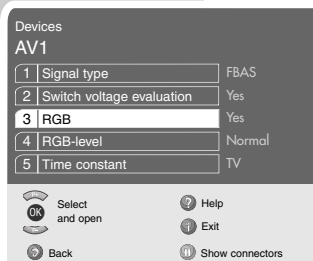 Devices
AV1
1 Signal type FBAS
2 Switch voltage evaluation Yes
3 RGB Yes
4 RGB-level Normal
5 Time constant TV
OK Select and open
? Help
i Exit
Back
Show connectors